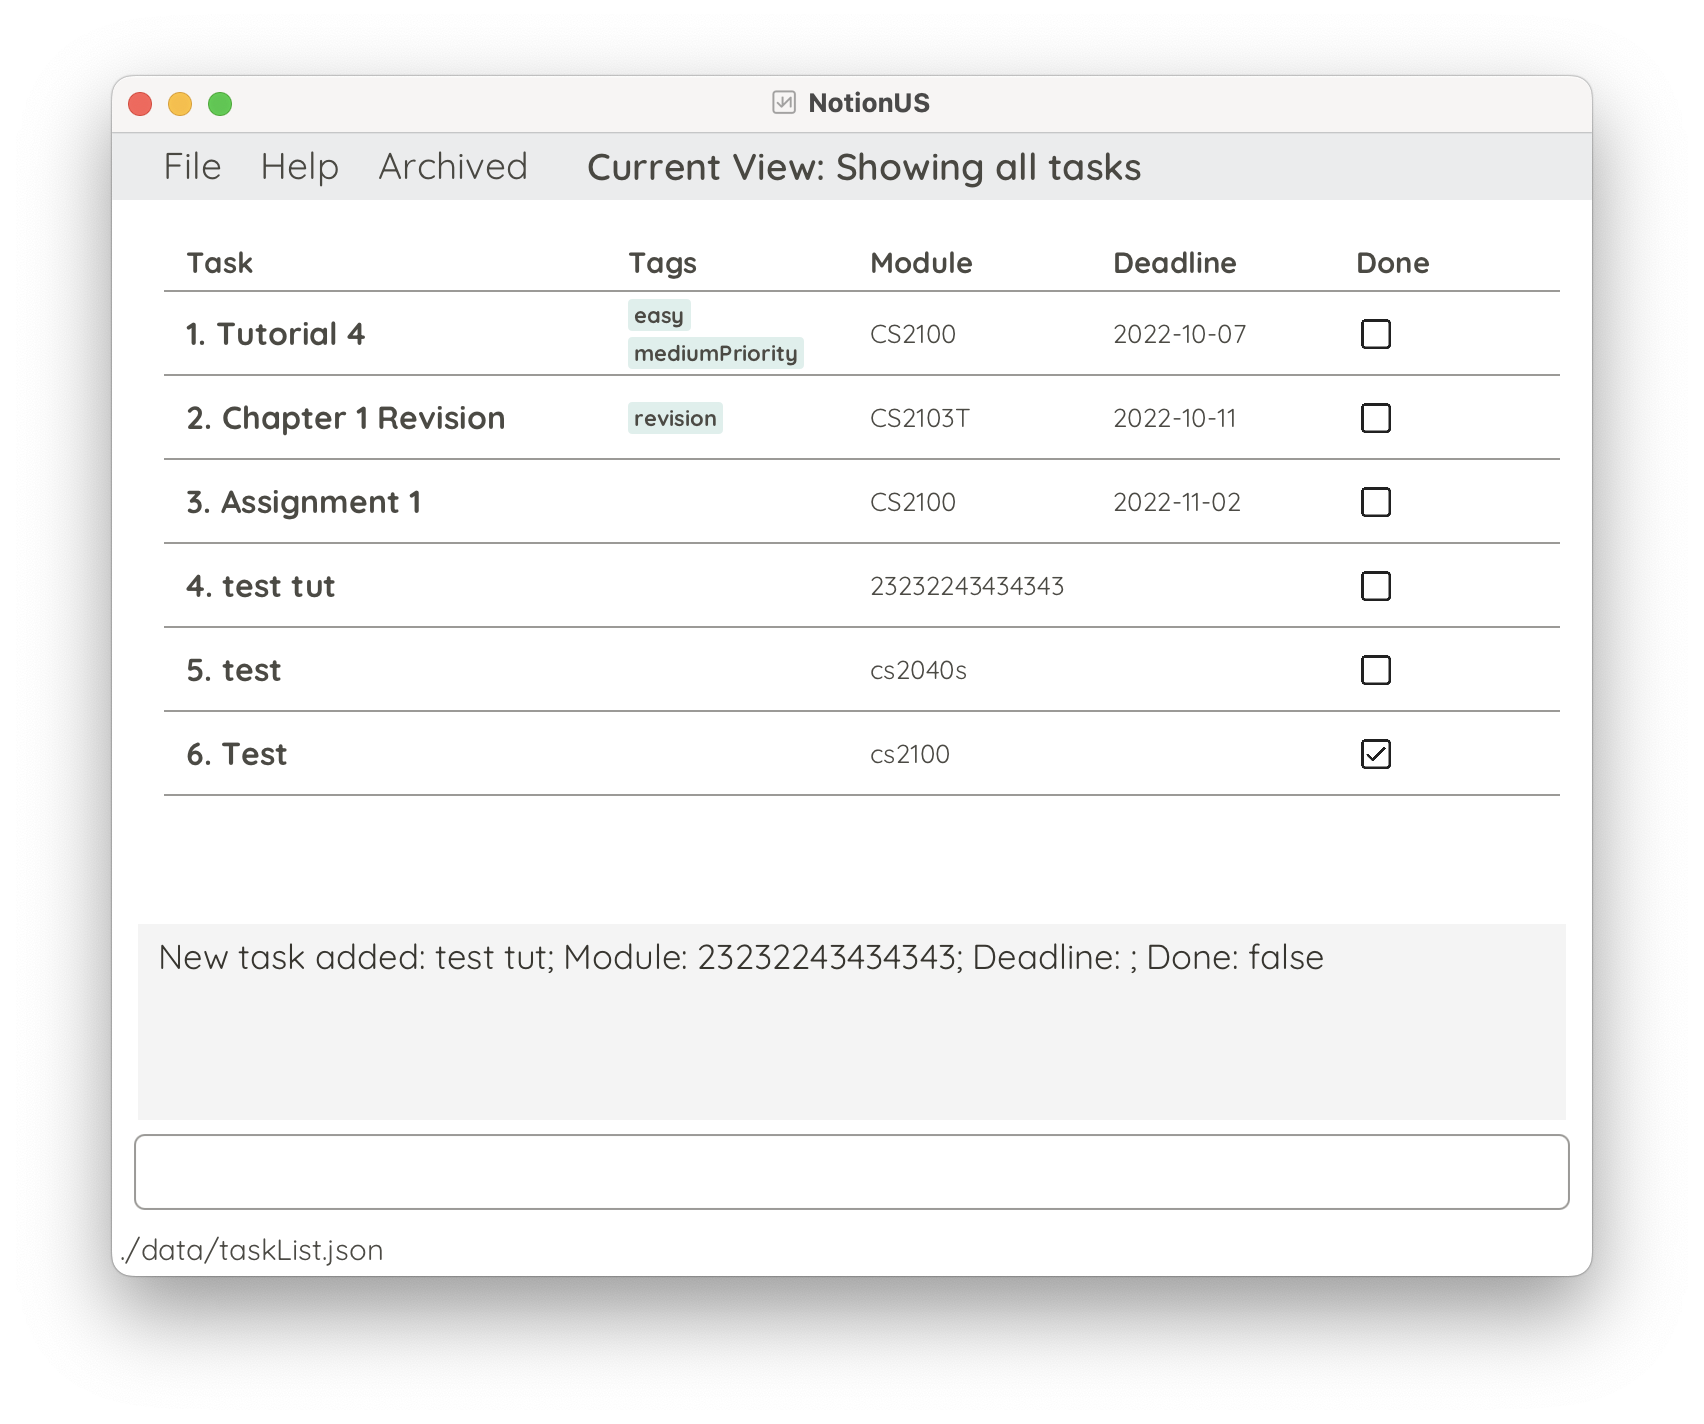 NotionUS
File Help Archived Current View: Showing all tasks
Task Tags Module Deadline Done
1. Tutorial 4 easy mediumPriority CS2100 2022-10-07
2. Chapter 1 Revision revision CS2103T 2022-10-11
3. Assignment 1 CS2100 2022-11-02
4. test tut 23232243434343
5. test cs2040s
6. Test cs2100
New task added: test tut; Module: 23232243434343; Deadline: ; Done: false
./data/taskList.json